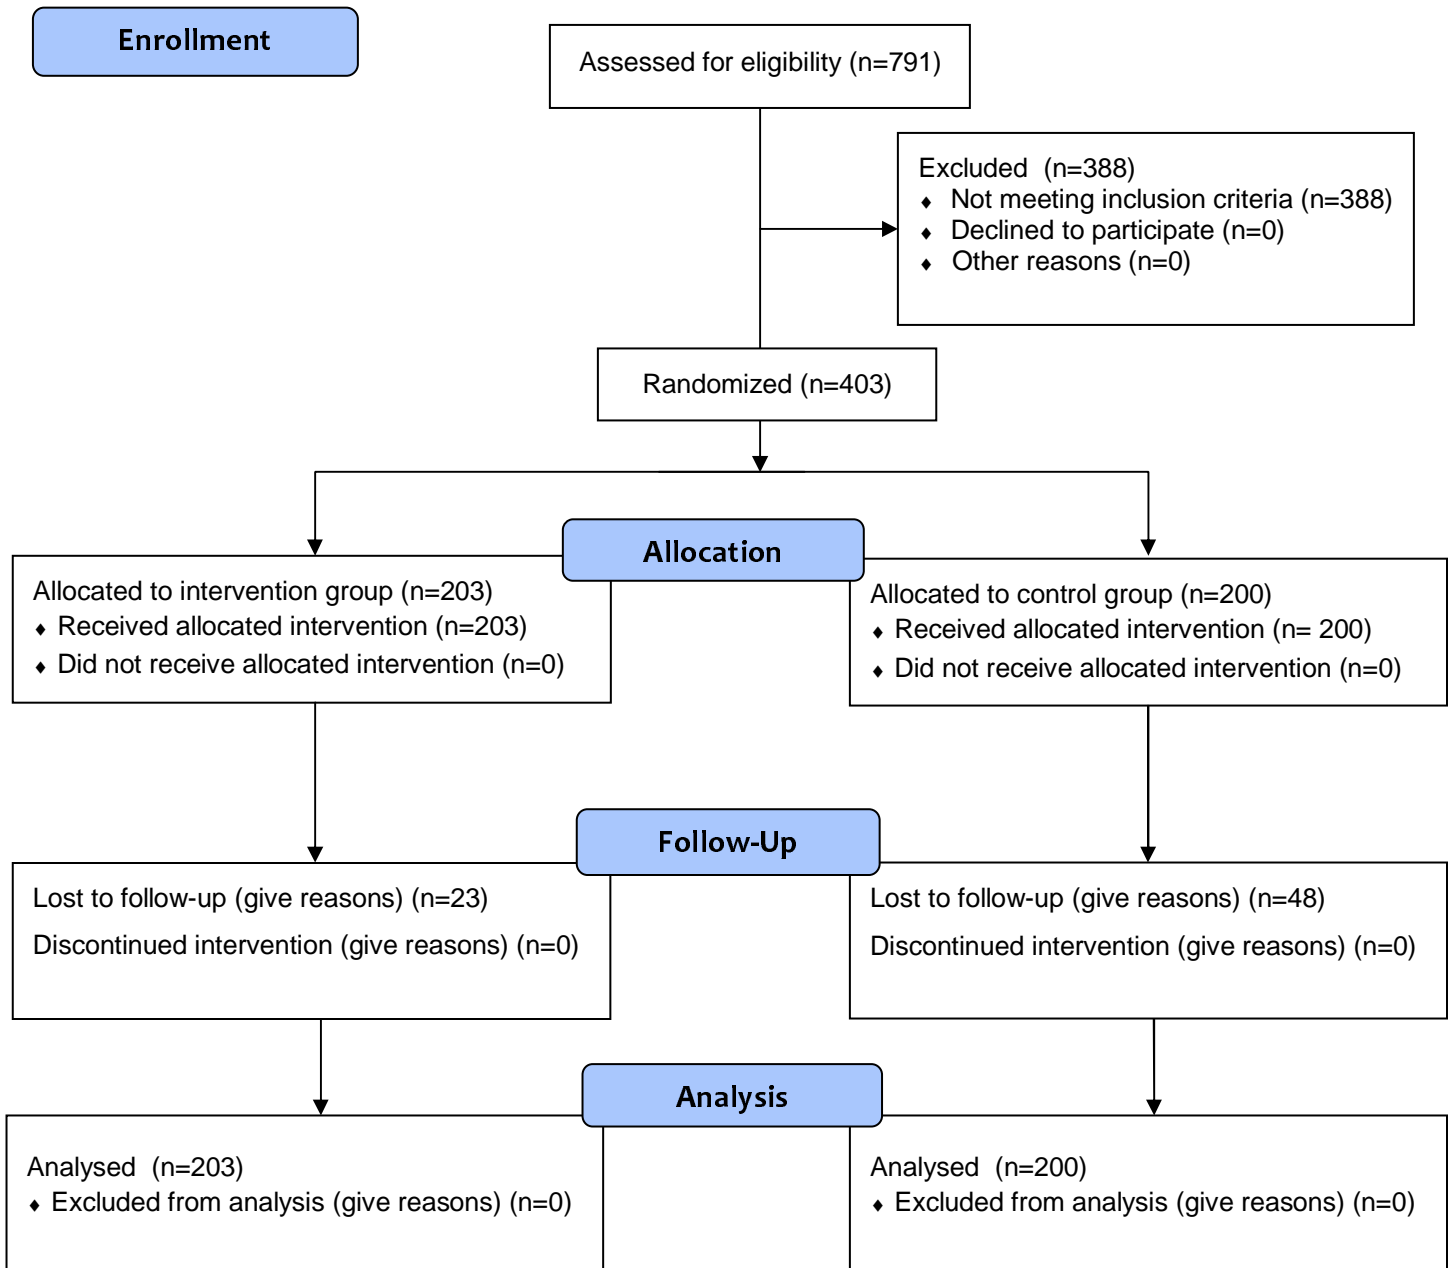 Enrollment
Assessed for eligibility (n=791)
Excluded  (n=388)
♦ Not meeting inclusion criteria (n=388)
♦ Declined to participate (n=0)
♦ Other reasons (n=0)
Randomized (n=403)
Allocation
Allocated to intervention group (n=203)
♦ Received allocated intervention (n=203)
♦ Did not receive allocated intervention (n=0)
Allocated to control group (n=200)
♦ Received allocated intervention (n= 200)
♦ Did not receive allocated intervention (n=0)
Follow-Up
Lost to follow-up (give reasons) (n=23)
Discontinued intervention (give reasons) (n=0)
Lost to follow-up (give reasons) (n=48)
Discontinued intervention (give reasons) (n=0)
Analysis
Analysed  (n=203)
♦ Excluded from analysis (give reasons) (n=0)
Analysed  (n=200)
♦ Excluded from analysis (give reasons) (n=0)